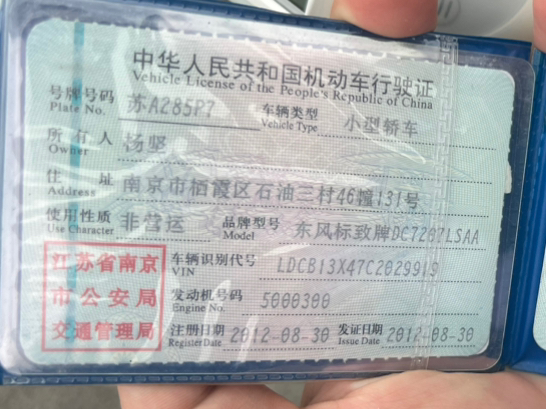 中华人民共和国机动车行驶证
Vehicle License of the People's Republic of China
号牌号码 苏A285P7 车辆类型 小型轿车
Plate No. Vehicle Type
所有人 杨坚
Owner
住址 南京市栖霞区石油三村46幢131号
Address
使用性质 非营运 品牌型号 东风标致牌DC7207LSAA
Use Character Model
江苏省南京市公安局交通管理局
车辆识别代号 LDCB13X47C2029919
VIN
发动机号码 5000300
Engine No.
注册日期 2012-08-30 发证日期 2012-08-30
Register Date Issue Date